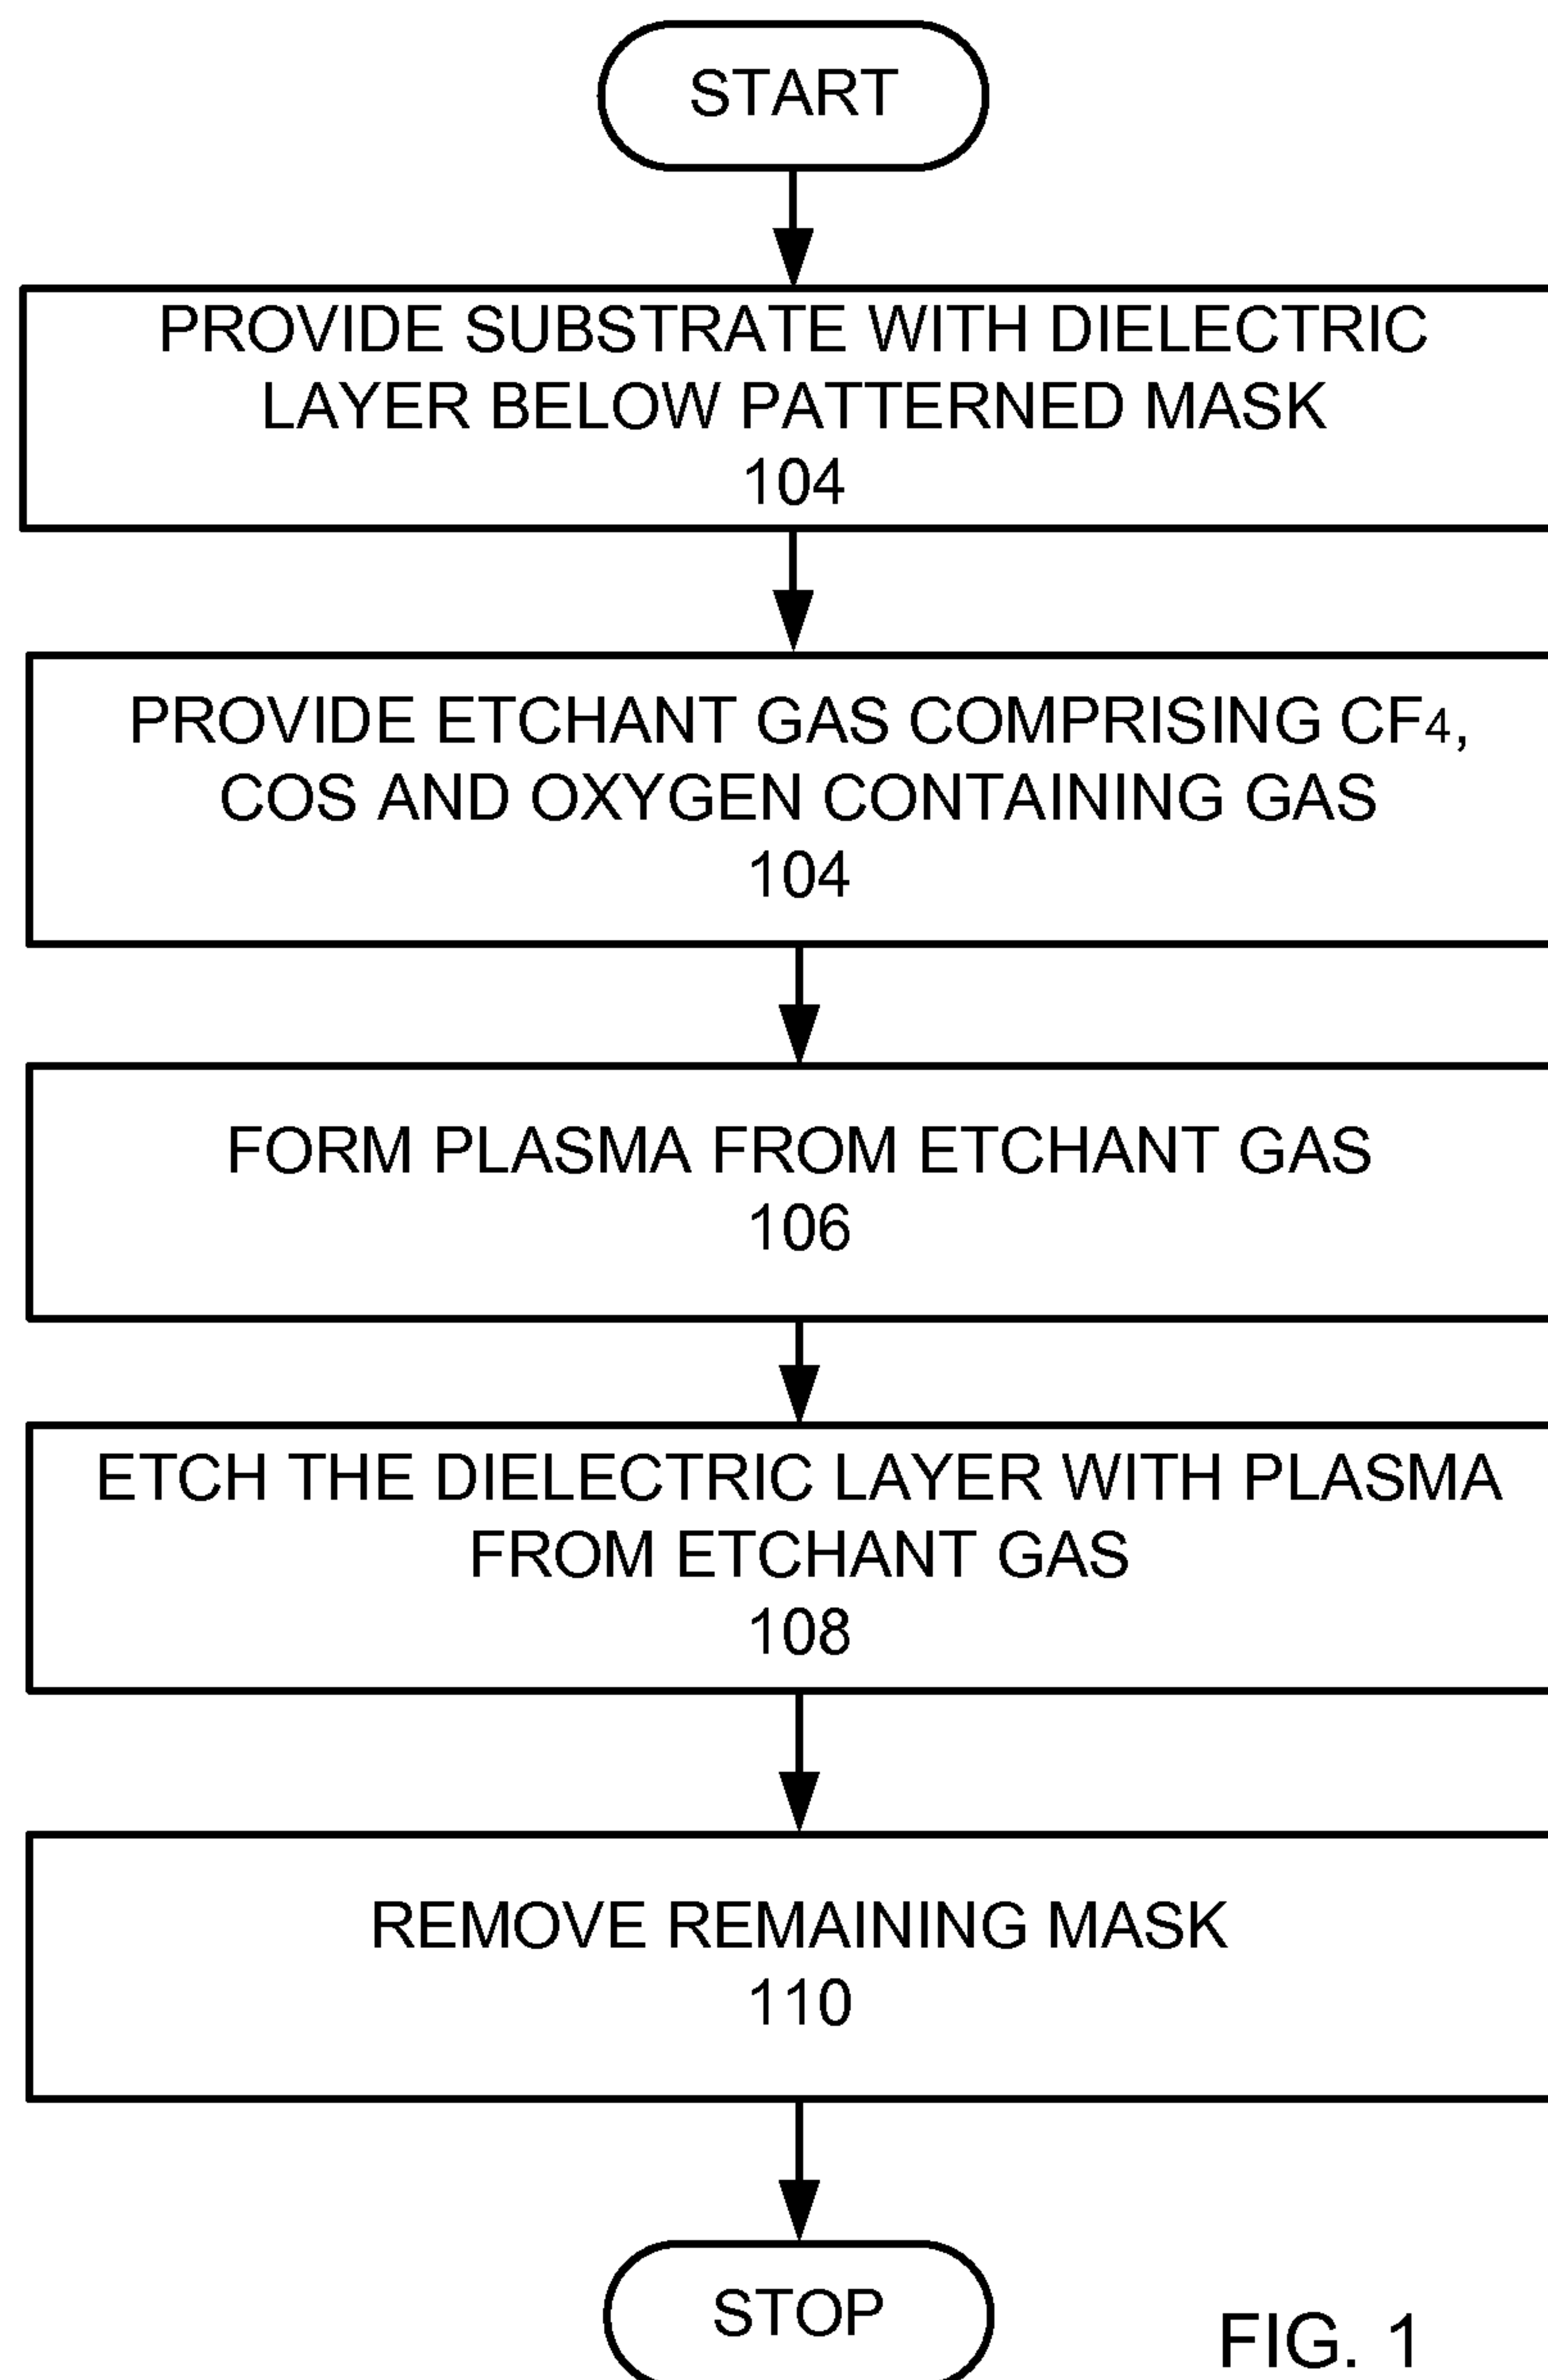 START
PROVIDE SUBSTRATE WITH DIELECTRIC
LAYER BELOW PATTERNED MASK
104
PROVIDE ETCHANT GAS COMPRISING CF₄,
COS AND OXYGEN CONTAINING GAS
104
FORM PLASMA FROM ETCHANT GAS
106
ETCH THE DIELECTRIC LAYER WITH PLASMA
FROM ETCHANT GAS
108
REMOVE REMAINING MASK
110
STOP
FIG. 1